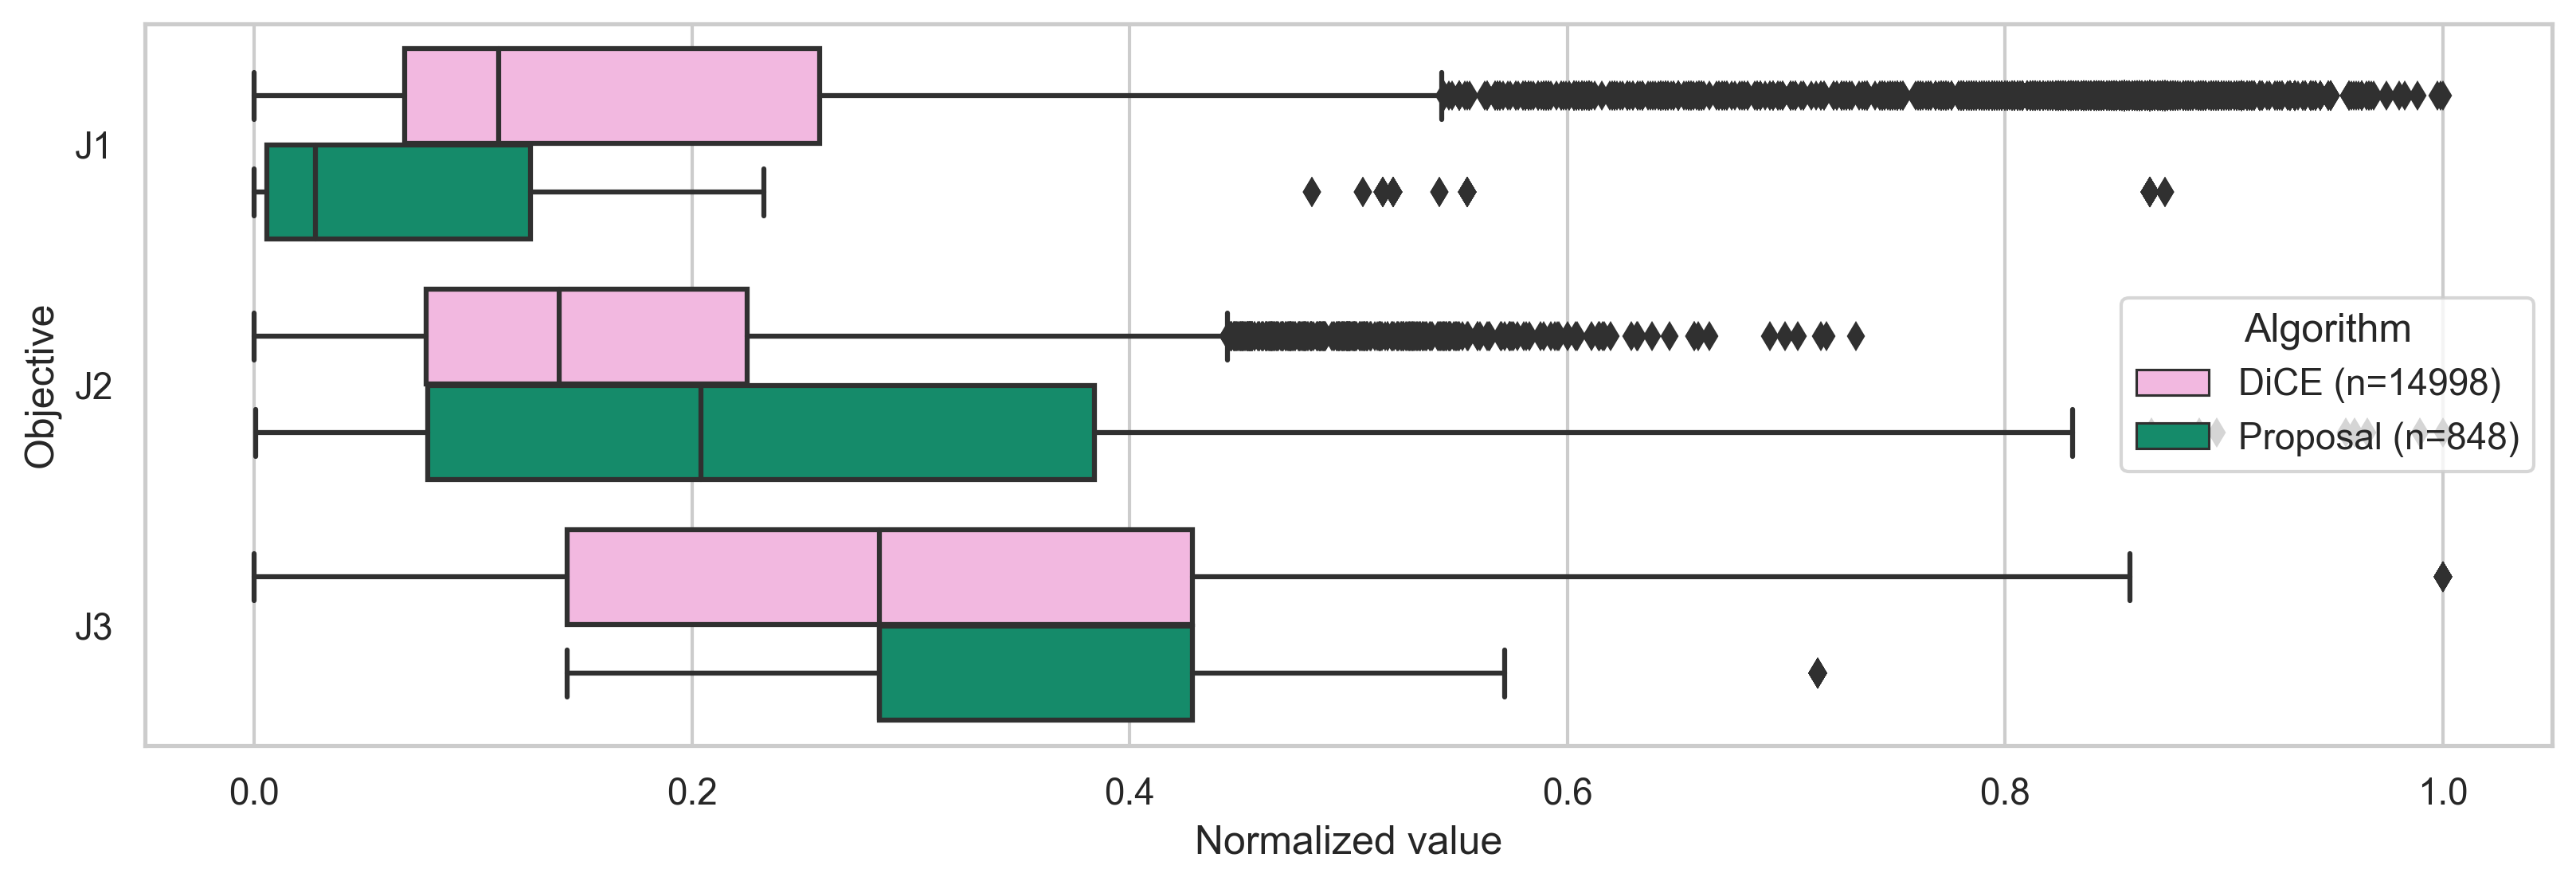 Objective
J1
J2
J3
Algorithm
DiCE (n=14998)
Proposal (n=848)
0.0 0.2 0.4 0.6 0.8 1.0
Normalized value